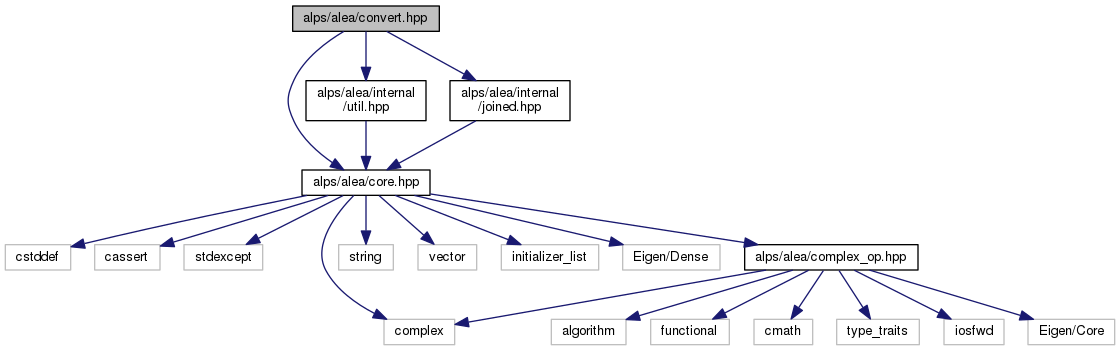 alps/alea/convert.hpp
alps/alea/internal
/util.hpp
alps/alea/internal
/joined.hpp
alps/alea/core.hpp
cstddef
cassert
stdexcept
string
vector
initializer_list
Eigen/Dense
alps/alea/complex_op.hpp
complex
algorithm
functional
cmath
type_traits
iosfwd
Eigen/Core